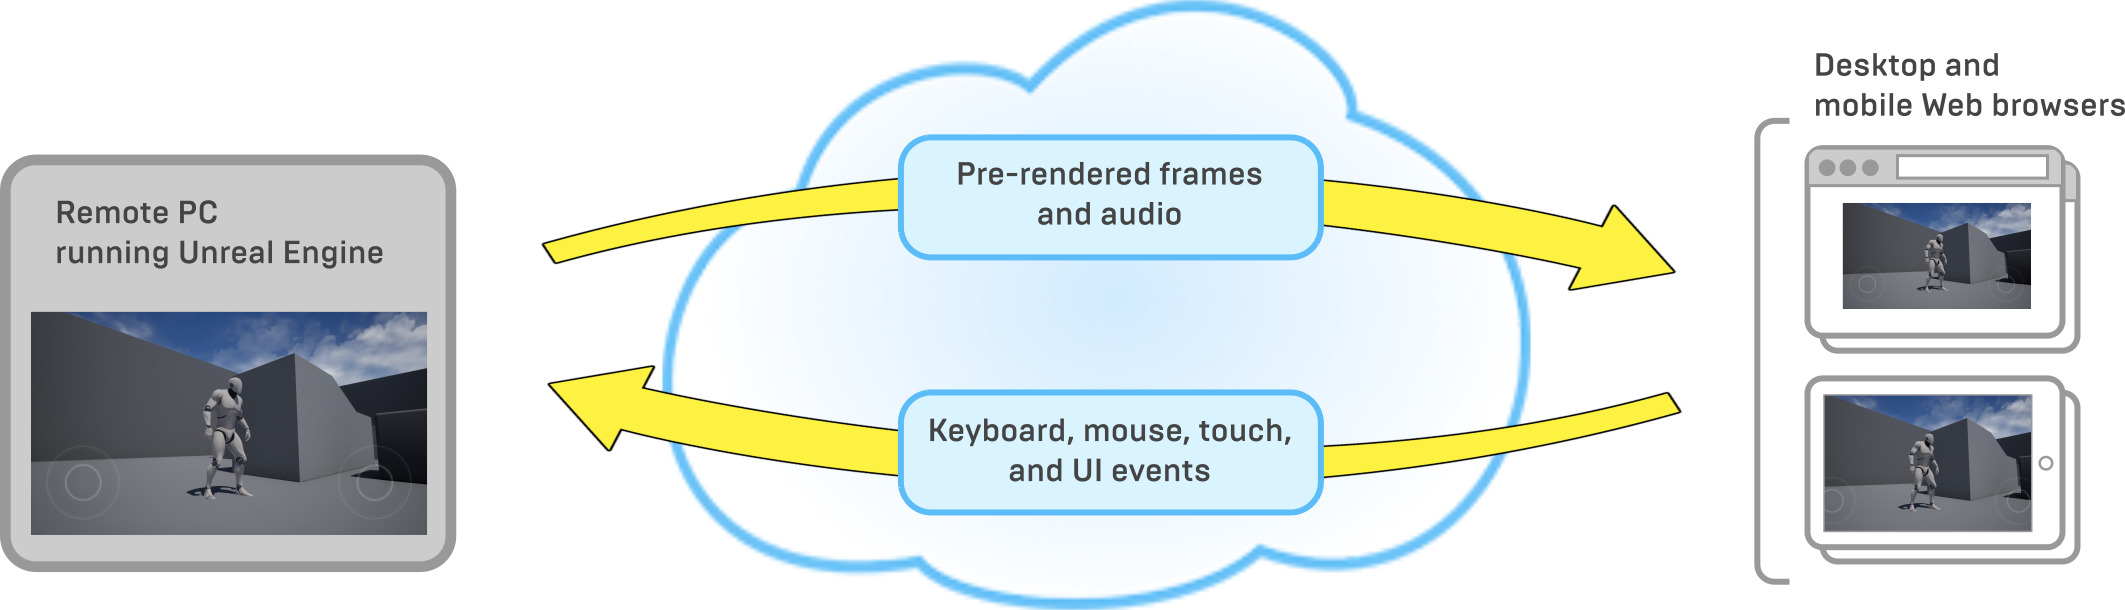 Remote PC
running Unreal Engine
Pre-rendered frames
and audio
Keyboard, mouse, touch,
and UI events
Desktop and
mobile Web browsers